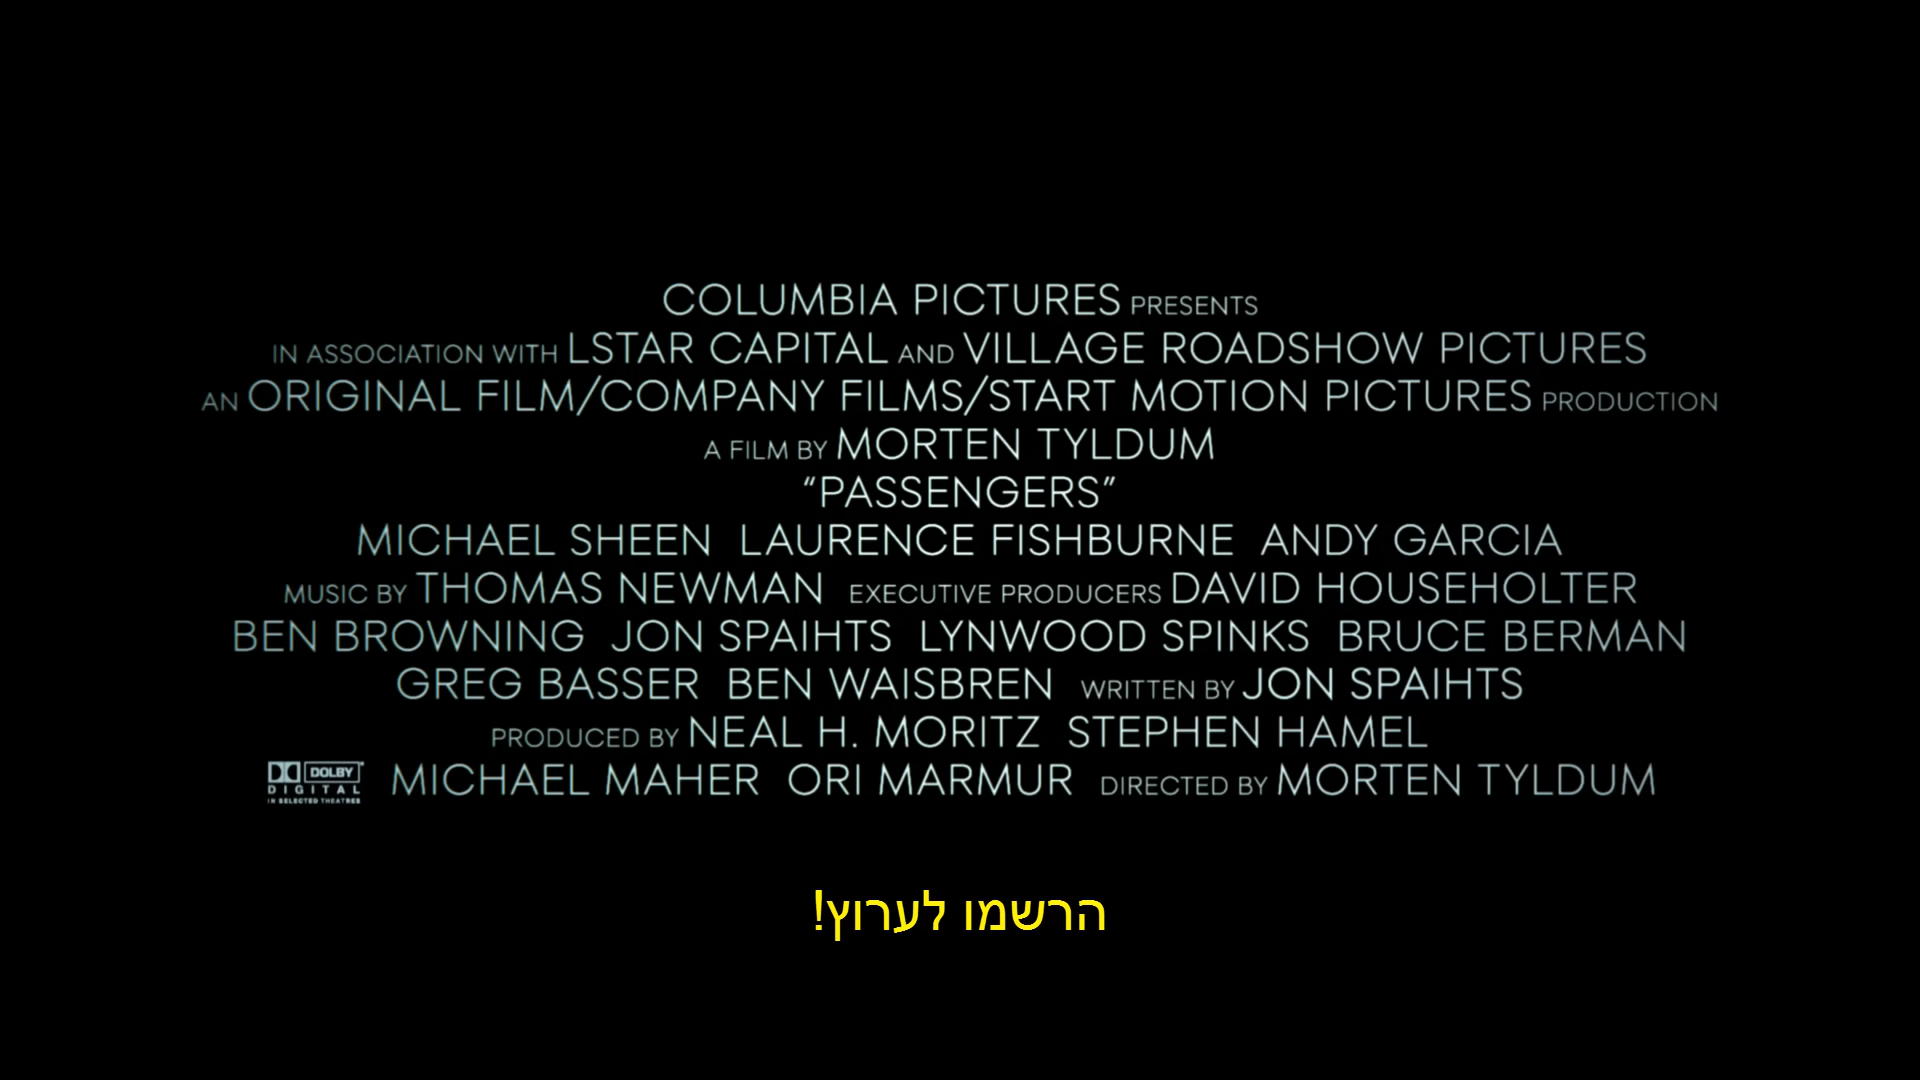 COLUMBIA PICTURES PRESENTS
IN ASSOCIATION WITH LSTAR CAPITAL AND VILLAGE ROADSHOW PICTURES
AN ORIGINAL FILM/COMPANY FILMS/START MOTION PICTURES PRODUCTION
A FILM BY MORTEN TYLDUM
“PASSENGERS”
MICHAEL SHEEN LAURENCE FISHBURNE ANDY GARCIA
MUSIC BY THOMAS NEWMAN EXECUTIVE PRODUCERS DAVID HOUSEHOLTER
BEN BROWNING JON SPAIHTS LYNWOOD SPINKS BRUCE BERMAN
GREG BASSER BEN WAISBREN WRITTEN BY JON SPAIHTS
PRODUCED BY NEAL H. MORITZ STEPHEN HAMEL
DOLBY
DIGITAL
IN SELECTED THEATRES
MICHAEL MAHER ORI MARMUR DIRECTED BY MORTEN TYLDUM
הרשמו לערוץ!